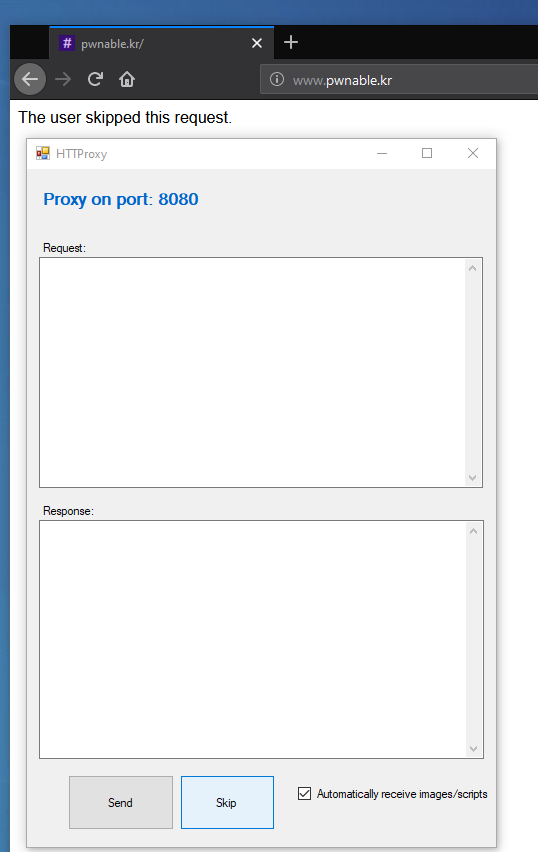 # pwnable.kr/
www.pwnable.kr
The user skipped this request.
HTTProxy
Proxy on port: 8080
Request:
Response:
Send Skip Automatically receive images/scripts